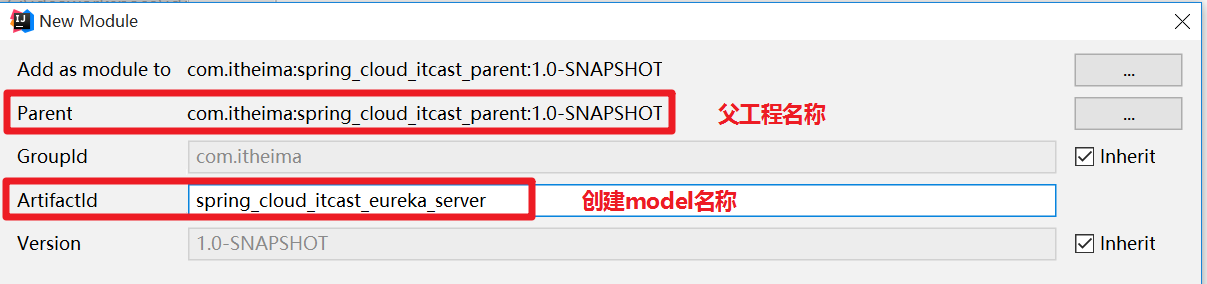 New Module
Add as module to com.itheima:spring_cloud_itcast_parent:1.0-SNAPSHOT ...
Parent com.itheima:spring_cloud_itcast_parent:1.0-SNAPSHOT 父工程名称 ...
GroupId com.itheima Inherit
ArtifactId spring_cloud_itcast_eureka_server 创建model名称
Version 1.0-SNAPSHOT Inherit